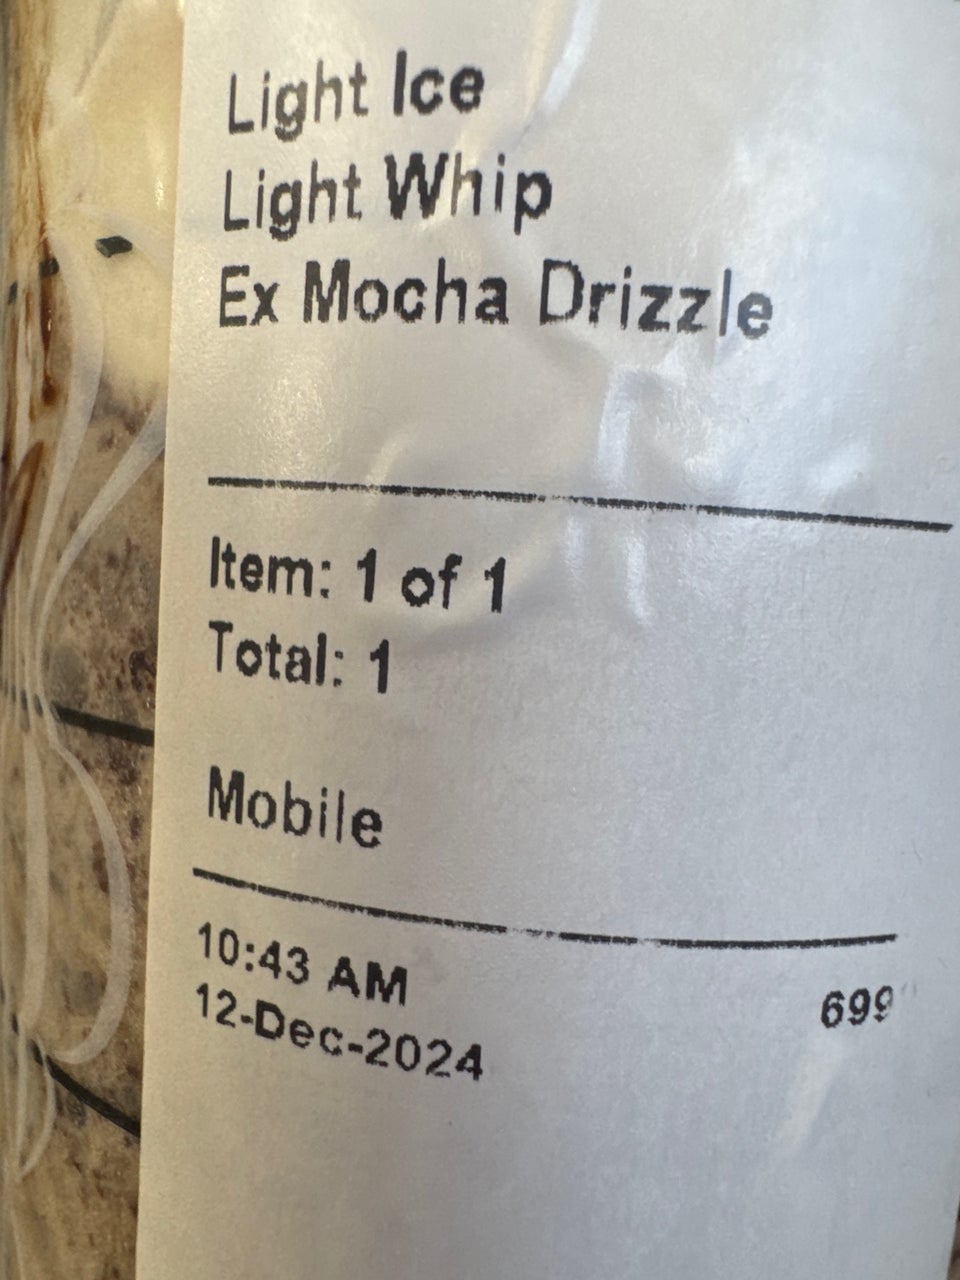 Light Ice
Light Whip
Ex Mocha Drizzle
Item: 1 of 1
Total: 1
Mobile
10:43 AM
699
12-Dec-2024